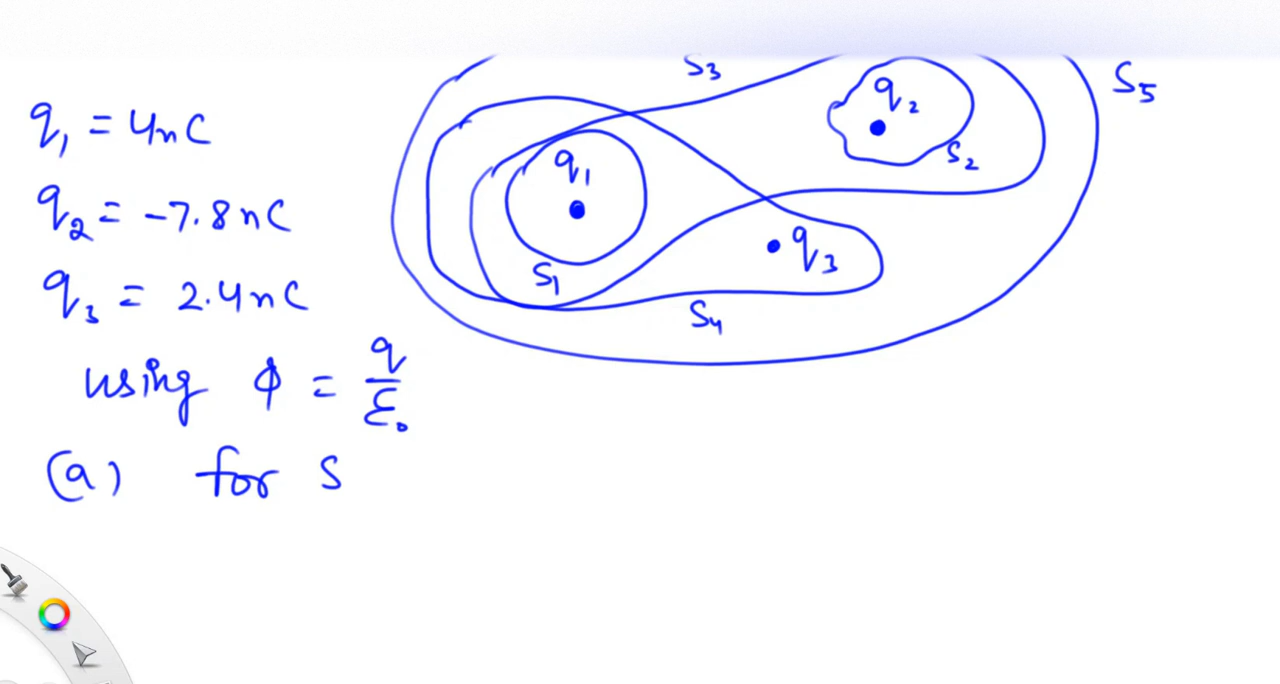 S₃
S₅
q₁ = 4nC
q₂
S₂
q₁
q₂ = -7.8nC
q₃
S₁
q₃ = 2.4nC
S₄
using ϕ = q/ε₀
(a) for S